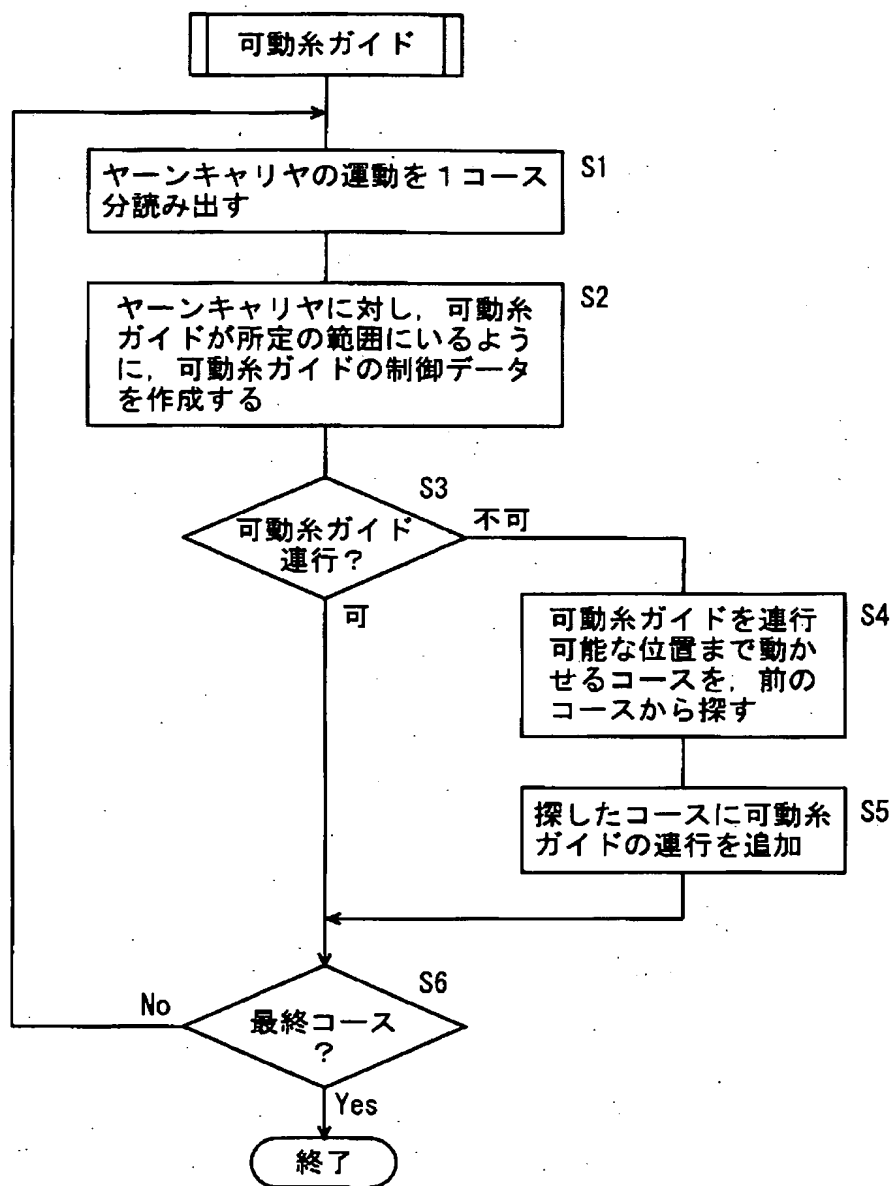 可動糸ガイド
ヤーンキャリヤの運動を1コース
分読み出す
S1
ヤーンキャリヤに対し，可動糸
ガイドが所定の範囲にいるよう
に，可動糸ガイドの制御データ
を作成する
S2
S3
可動糸ガイド
連行？
不可
可
可動糸ガイドを連行
可能な位置まで動か
せるコースを，前の
コースから探す
S4
探したコースに可動糸
ガイドの連行を追加
S5
S6
No
最終コース
？
Yes
終了